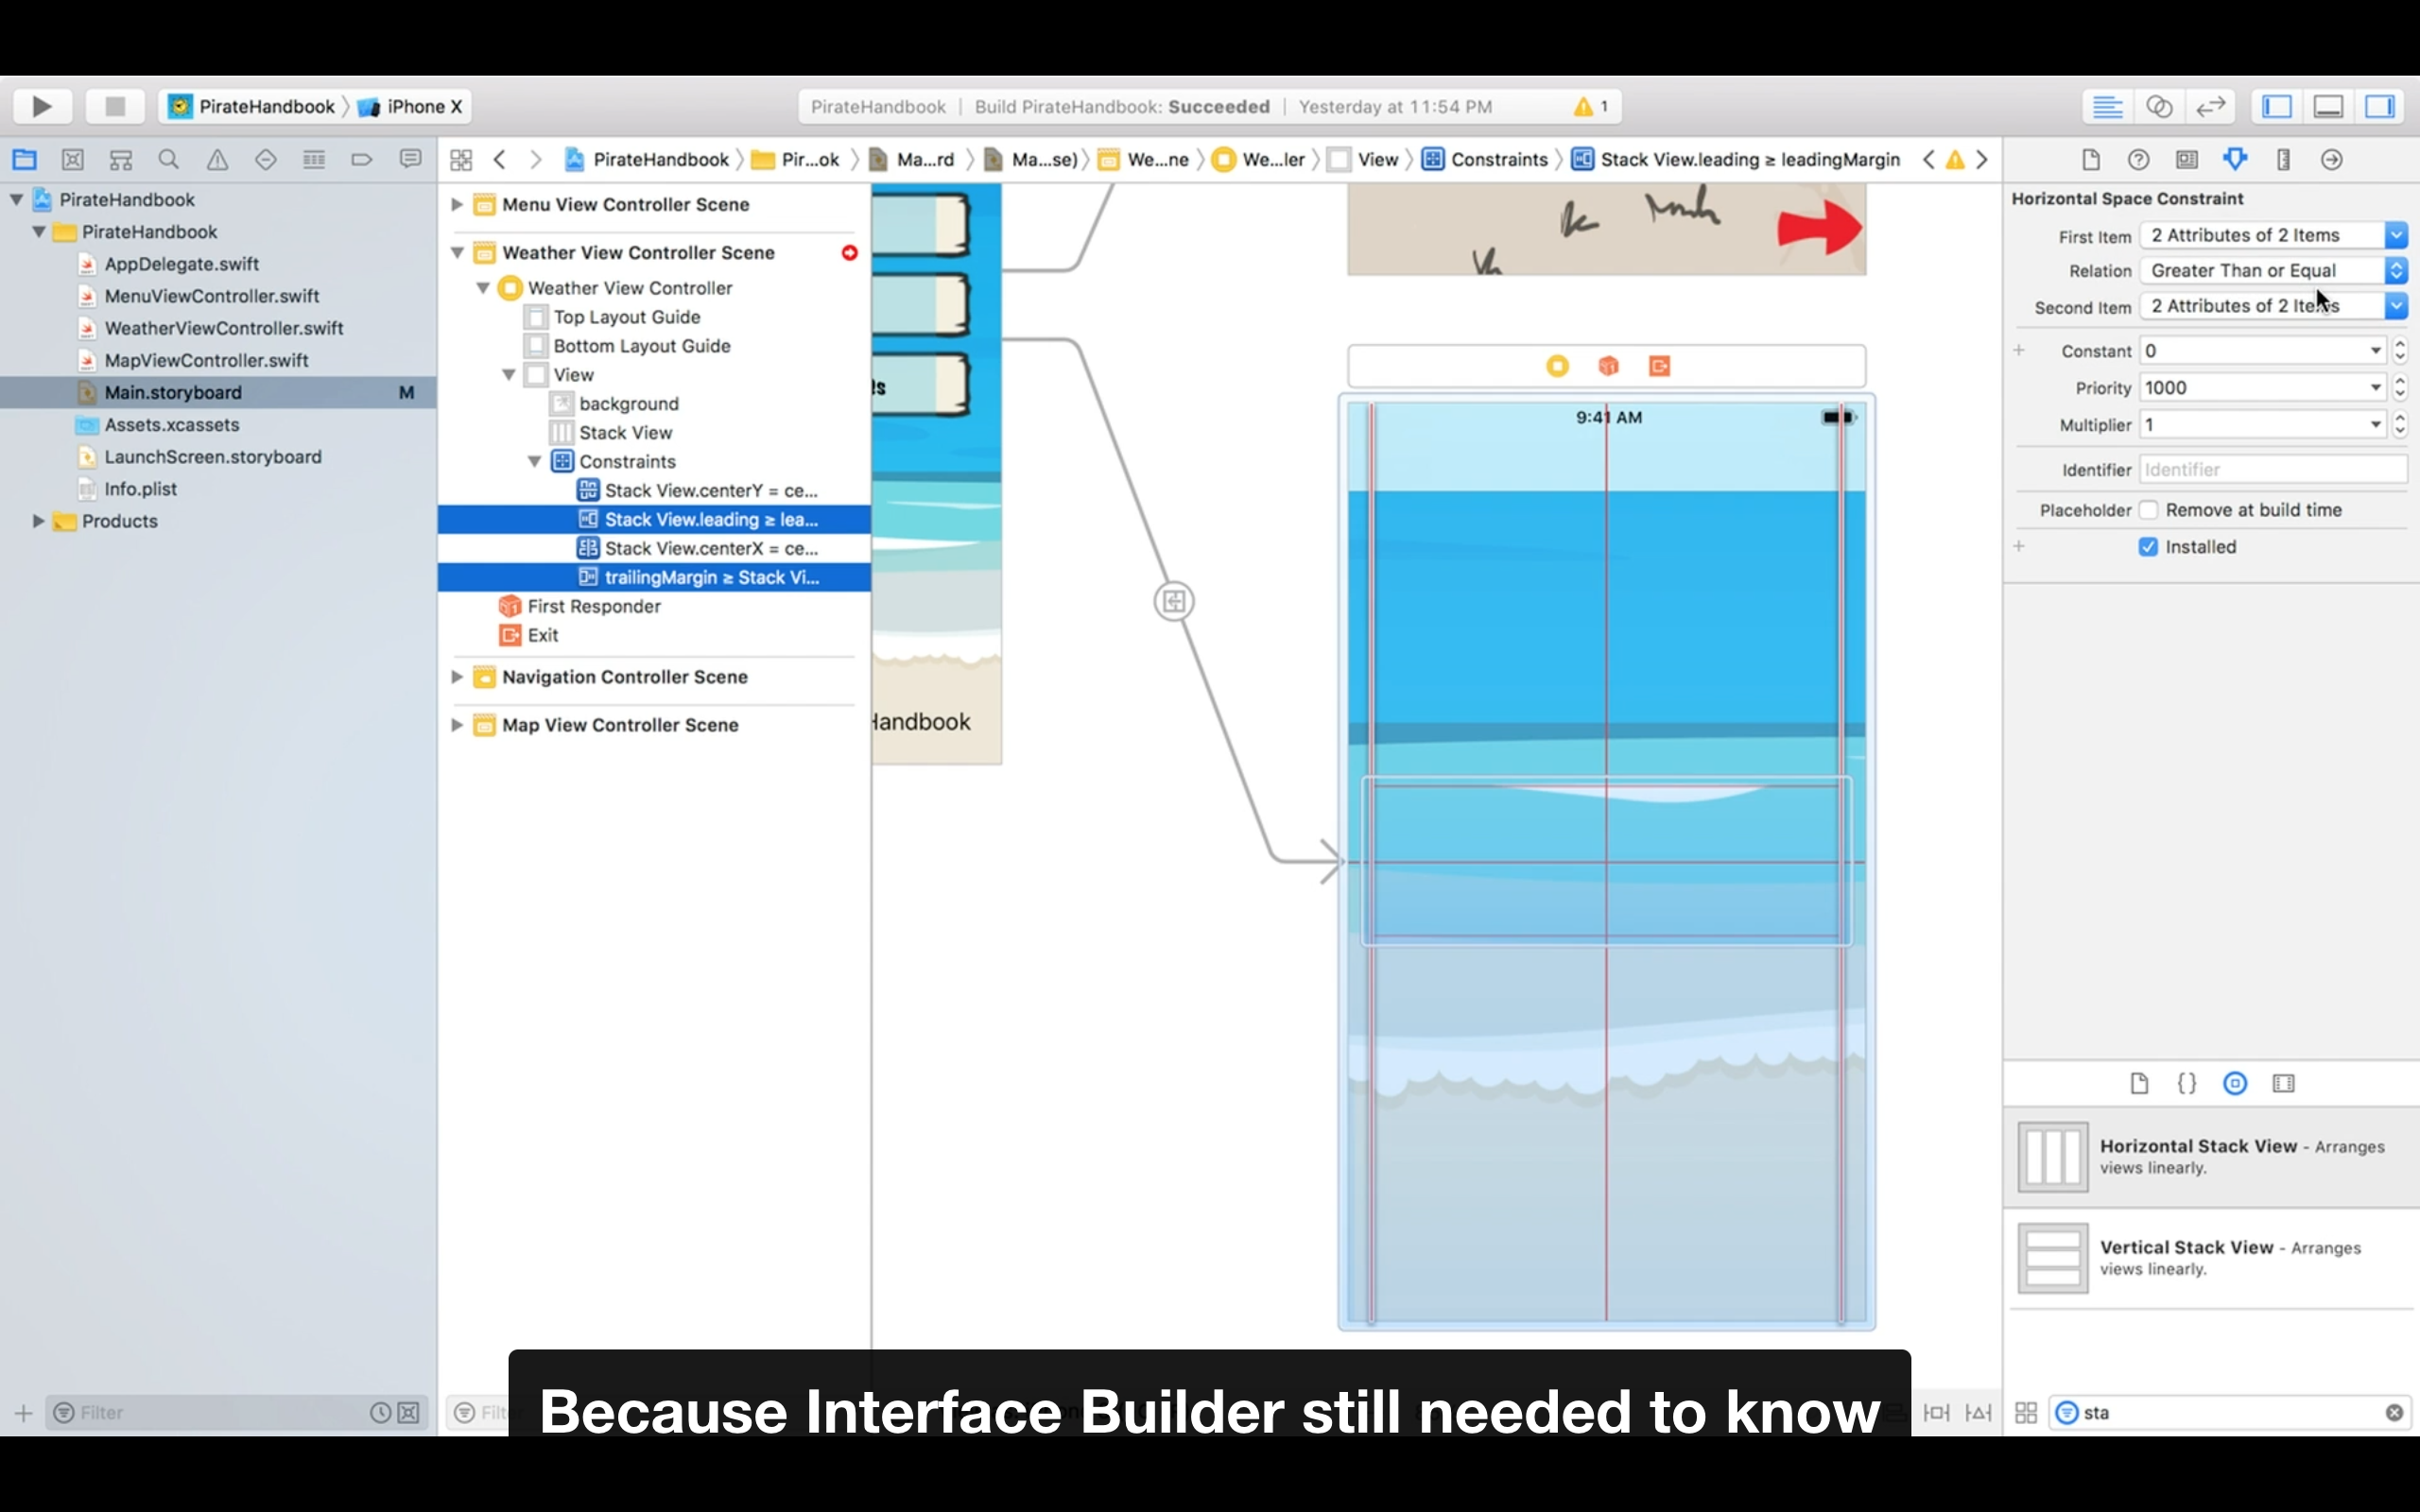 PirateHandbook
iPhone X
PirateHandbook | Build PirateHandbook: Succeeded | Yesterday at 11:54 PM
1
PirateHandbook
Pir...ok
Ma...rd
Ma...se)
We...ne
We...ler
View
Constraints
Stack View.leading ≥ leadingMargin
PirateHandbook
PirateHandbook
AppDelegate.swift
MenuViewController.swift
WeatherViewController.swift
MapViewController.swift
Main.storyboard M
Assets.xcassets
LaunchScreen.storyboard
Info.plist
Products
Filter
Menu View Controller Scene
Weather View Controller Scene
Weather View Controller
Top Layout Guide
Bottom Layout Guide
View
background
Stack View
Constraints
Stack View.centerY = ce...
Stack View.leading ≥ lea...
Stack View.centerX = ce...
trailingMargin ≥ Stack Vi...
First Responder
Exit
Navigation Controller Scene
Map View Controller Scene
Handbook
9:41 AM
Horizontal Space Constraint
First Item 2 Attributes of 2 Items
Relation Greater Than or Equal
Second Item 2 Attributes of 2 Items
Constant 0
Priority 1000
Multiplier 1
Identifier Identifier
Placeholder Remove at build time
Installed
Horizontal Stack View - Arranges
views linearly.
Vertical Stack View - Arranges
views linearly.
sta
Because Interface Builder still needed to know